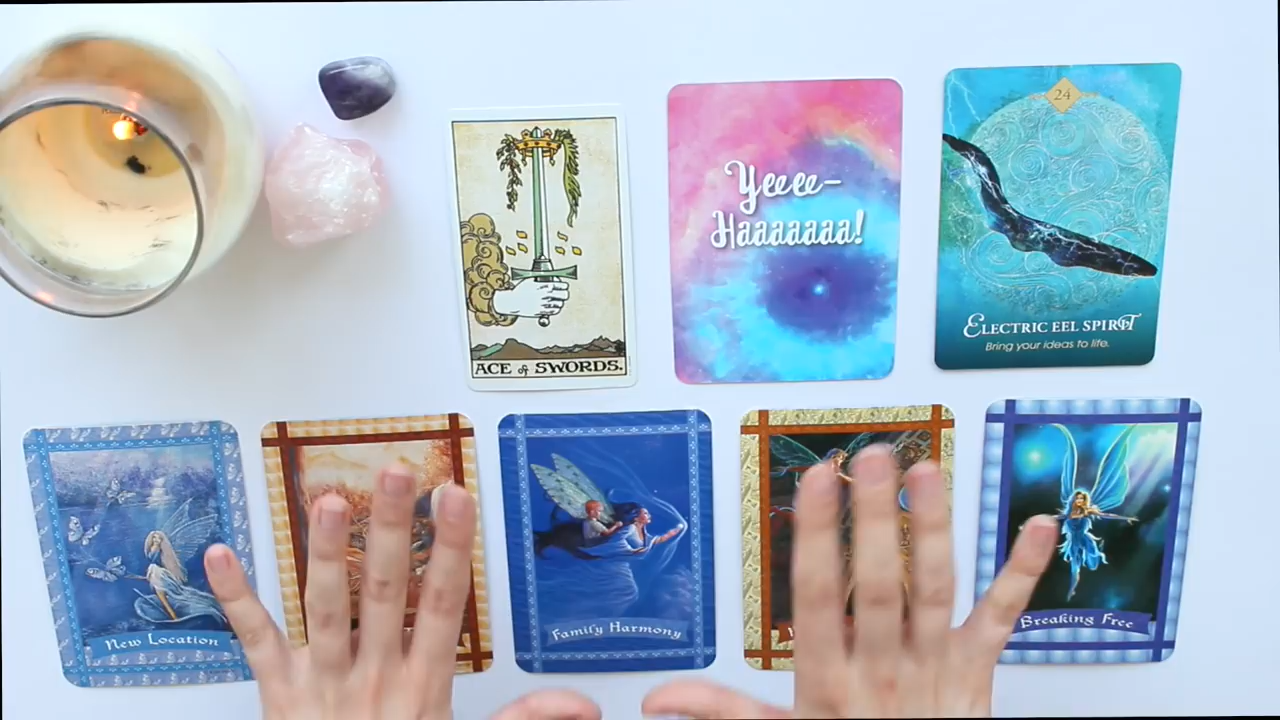 ACE of SWORDS.
Yeeee-
Haaaaaaa!
24
ELECTRIC EEL SPIRIT
Bring your ideas to life.
New Location
Family Harmony
Breaking Free